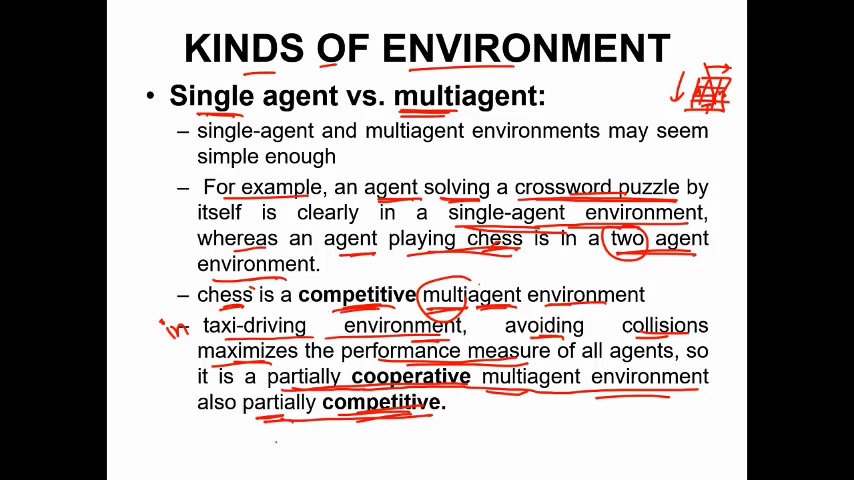 KINDS OF ENVIRONMENT
• Single agent vs. multiagent:
– single-agent and multiagent environments may seem
simple enough
– For example, an agent solving a crossword puzzle by
itself is clearly in a single-agent environment,
whereas an agent playing chess is in a two agent
environment.
– chess is a competitive multiagent environment
in – taxi-driving environment, avoiding collisions
maximizes the performance measure of all agents, so
it is a partially cooperative multiagent environment
also partially competitive.